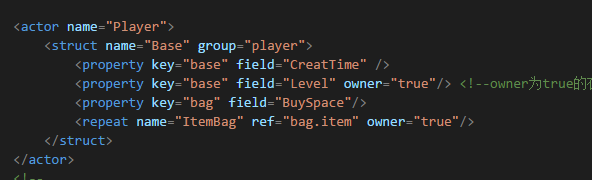 <actor name="Player">
<struct name="Base" group="player">
<property key="base" field="CreatTime" />
<property key="base" field="Level" owner="true"/> <!--owner为true的
<property key="bag" field="BuySpace"/>
<repeat name="ItemBag" ref="bag.item" owner="true"/>
</struct>
</actor>
<!--